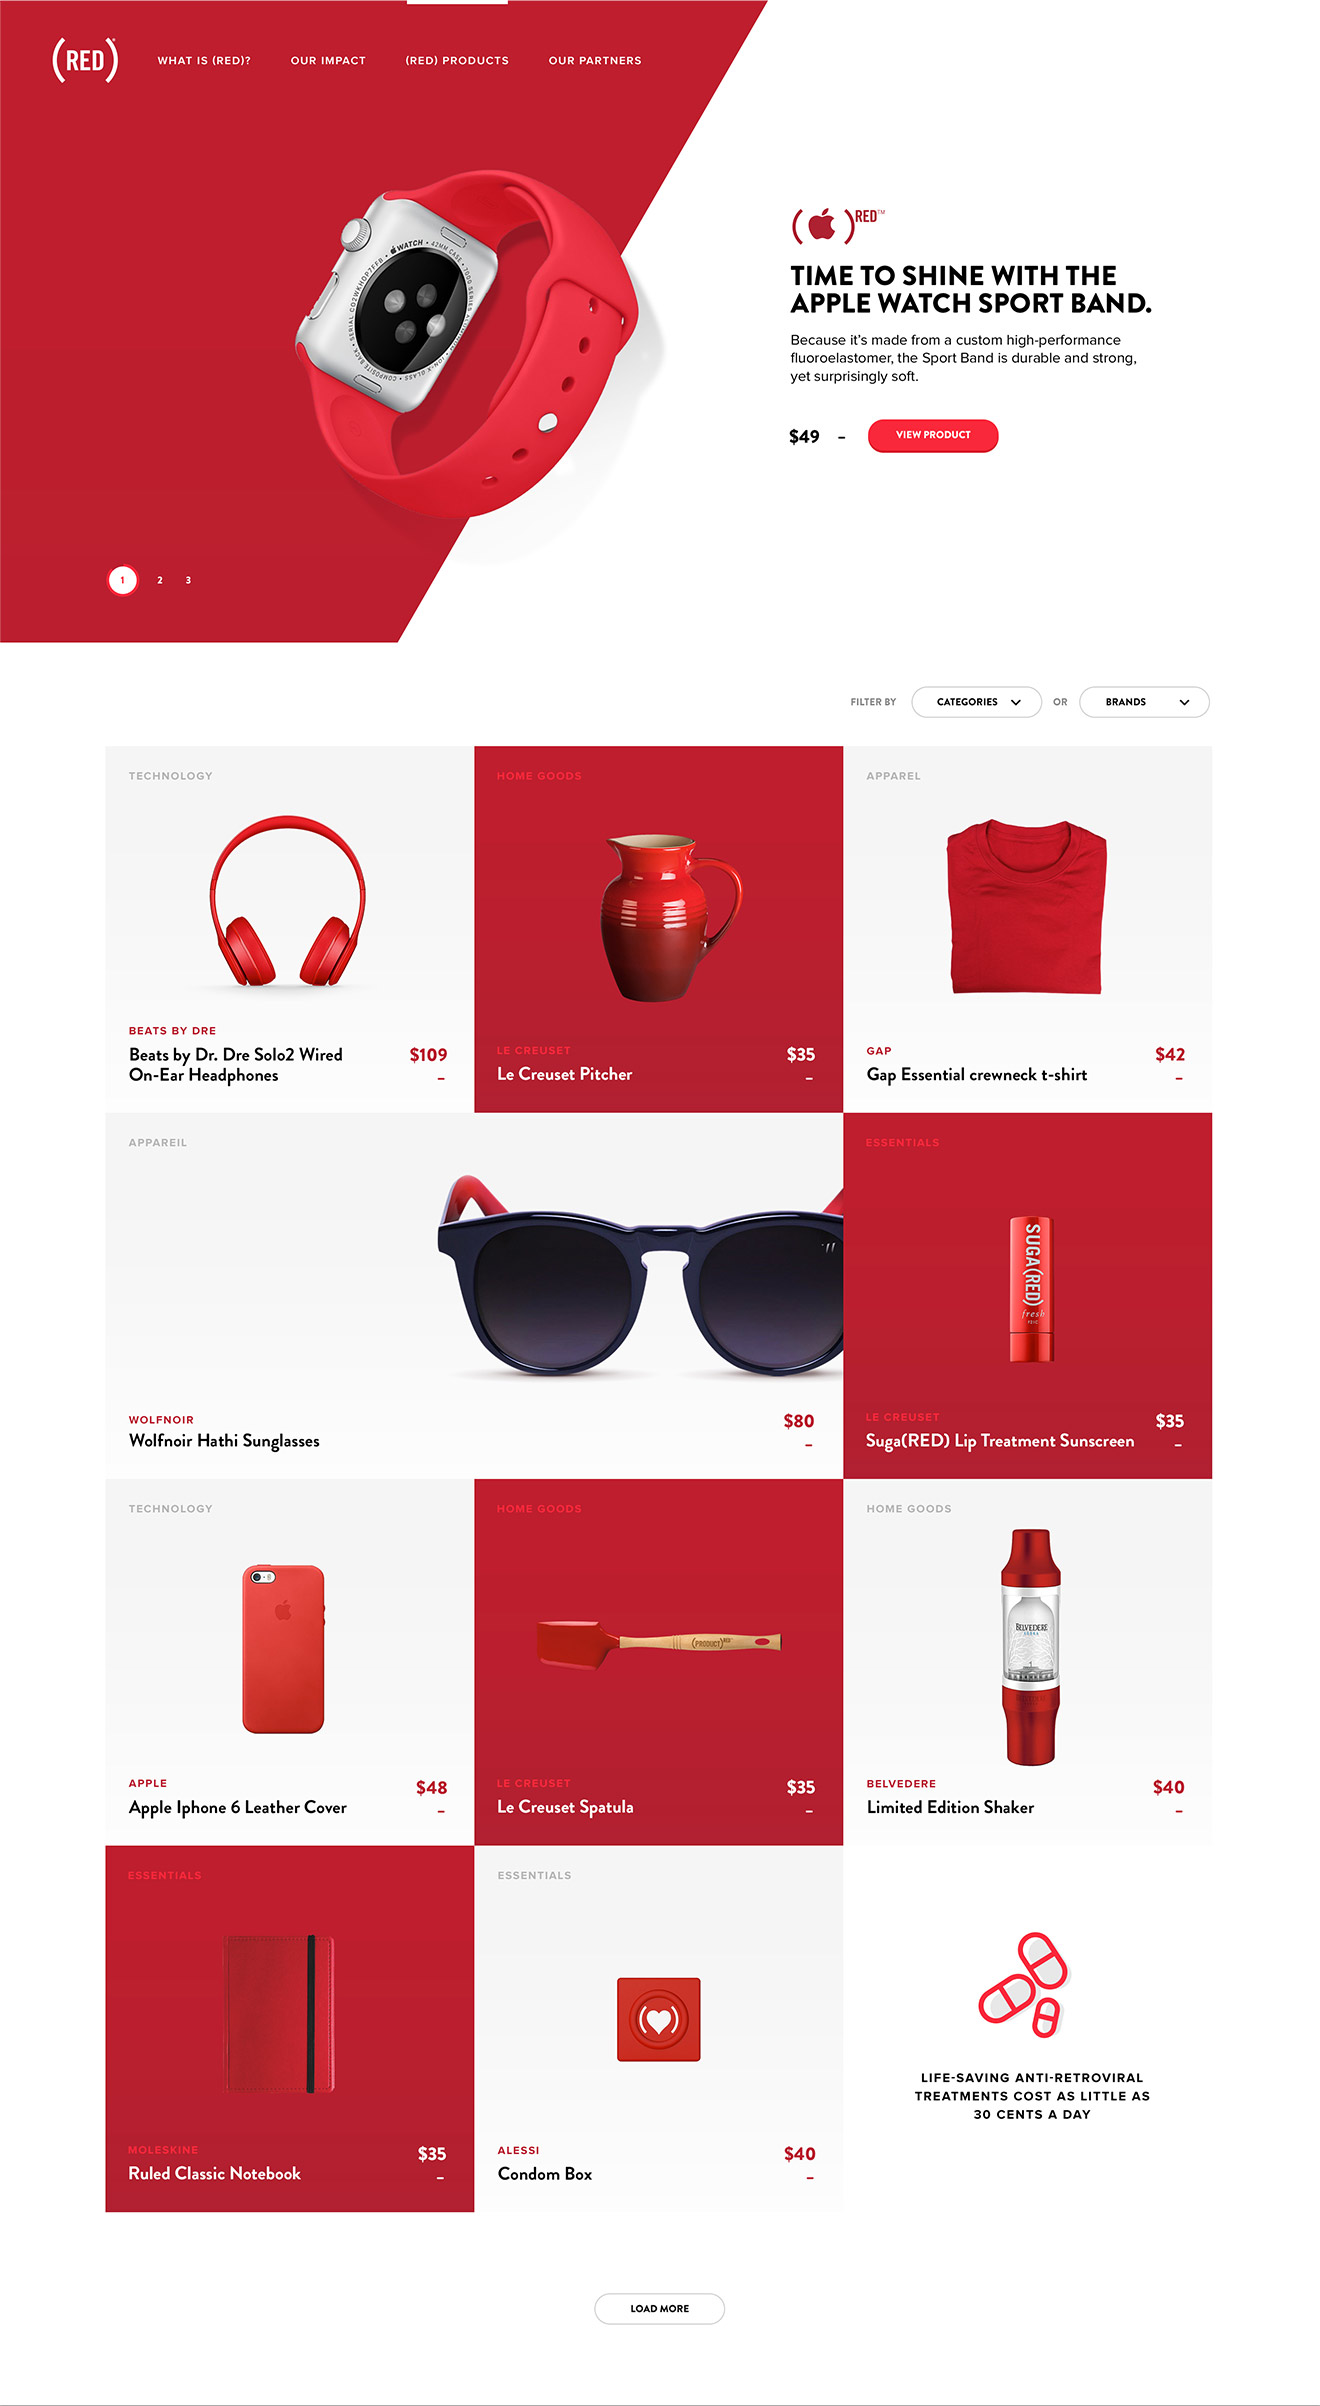 (RED)
WHAT IS (RED)?
OUR IMPACT
(RED) PRODUCTS
OUR PARTNERS
WATCH • 42MM CASE • 7000 SERIES
( )RED™
TIME TO SHINE WITH THE
APPLE WATCH SPORT BAND.
Because it's made from a custom high-performance
fluoroelastomer, the Sport Band is durable and strong,
yet surprisingly soft.
$49 –
VIEW PRODUCT
1 2 3
FILTER BY
CATEGORIES
OR
BRANDS
TECHNOLOGY
BEATS BY DRE
Beats by Dr. Dre Solo2 Wired
On-Ear Headphones
$109
–
HOME GOODS
LE CREUSET
Le Creuset Pitcher
$35
–
APPAREL
GAP
Gap Essential crewneck t-shirt
$42
–
APPAREIL
WOLFNOIR
Wolfnoir Hathi Sunglasses
$80
–
ESSENTIALS
SUGA(RED)
fresh
LE CREUSET
Suga(RED) Lip Treatment Sunscreen
$35
–
TECHNOLOGY
APPLE
Apple Iphone 6 Leather Cover
$48
–
HOME GOODS
(PRODUCT)RED™
LE CREUSET
Le Creuset Spatula
$35
–
HOME GOODS
BELVEDERE
BELVEDERE
Limited Edition Shaker
$40
–
ESSENTIALS
MOLESKINE
Ruled Classic Notebook
$35
–
ESSENTIALS
ALESSI
Condom Box
$40
–
LIFE-SAVING ANTI-RETROVIRAL
TREATMENTS COST AS LITTLE AS
30 CENTS A DAY
LOAD MORE